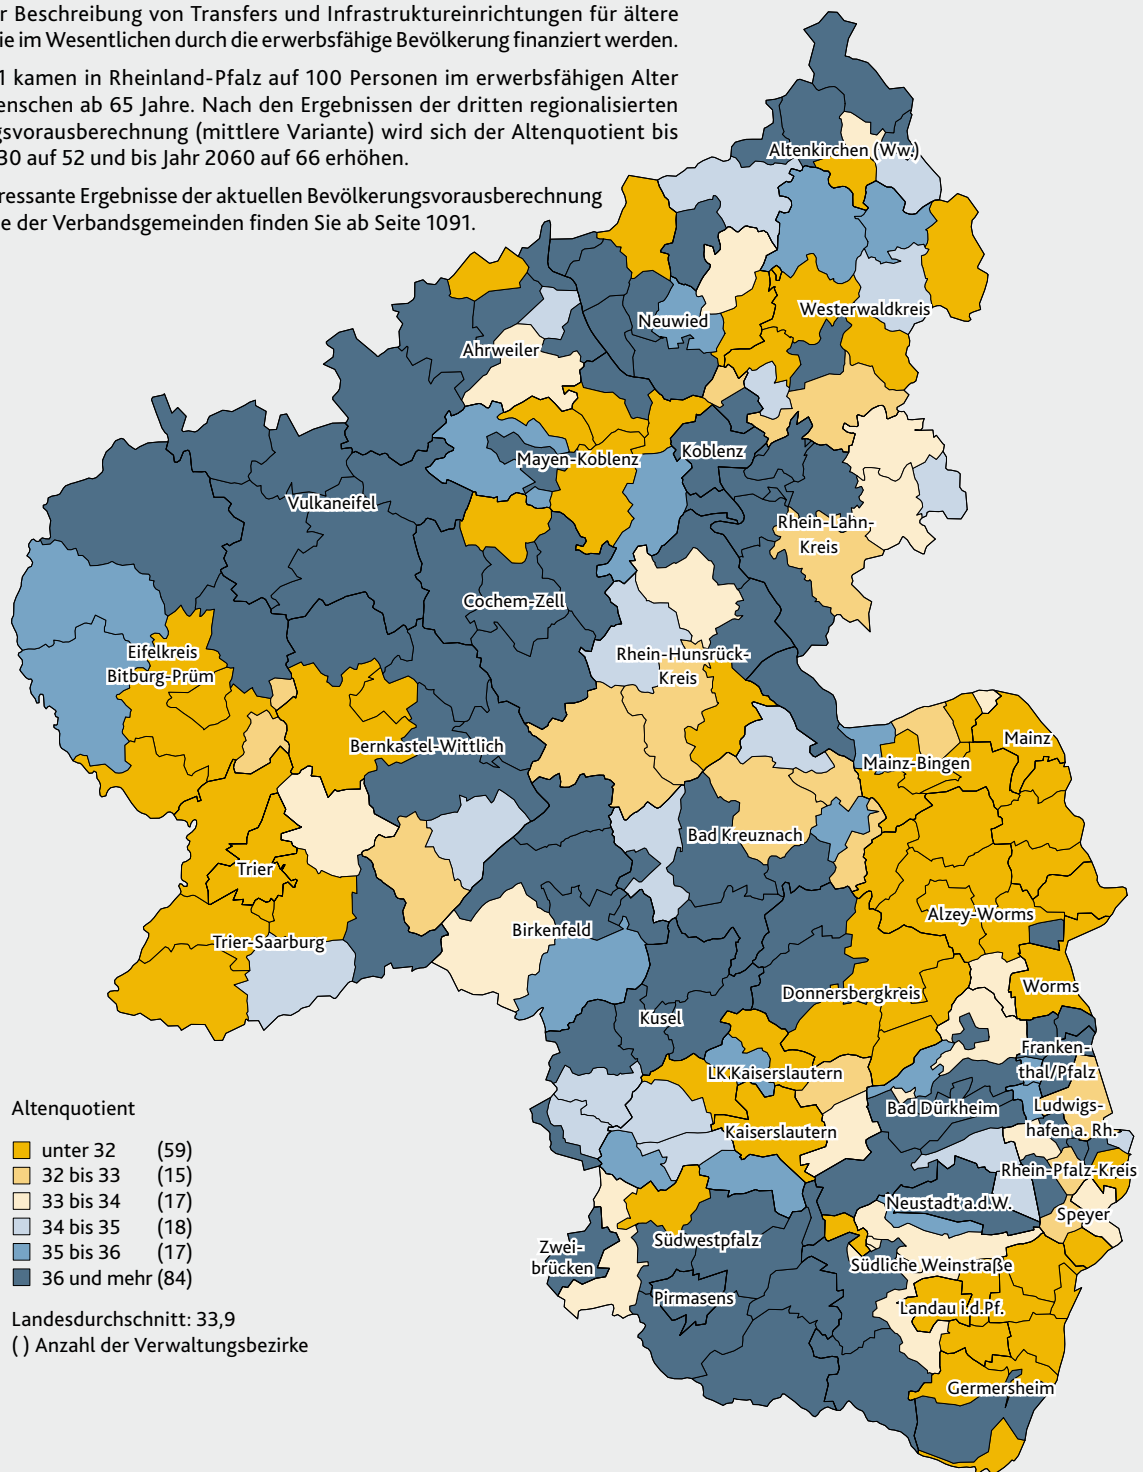 r Beschreibung von Transfers und Infrastruktureinrichtungen für ältere
ie im Wesentlichen durch die erwerbsfähige Bevölkerung finanziert werden.
1 kamen in Rheinland-Pfalz auf 100 Personen im erwerbsfähigen Alter
enschen ab 65 Jahre. Nach den Ergebnissen der dritten regionalisierten
gsvorausberechnung (mittlere Variante) wird sich der Altenquotient bis
30 auf 52 und bis Jahr 2060 auf 66 erhöhen.
ressante Ergebnisse der aktuellen Bevölkerungsvorausberechnung
e der Verbandsgemeinden finden Sie ab Seite 1091.
Altenkirchen (Ww.)
Neuwied
Westerwaldkreis
Ahrweiler
Mayen-Koblenz
Koblenz
Vulkaneifel
Rhein-Lahn-
Kreis
Cochem-Zell
Eifelkreis
Bitburg-Prüm
Rhein-Hunsrück-
Kreis
Bernkastel-Wittlich
Mainz
Mainz-Bingen
Bad Kreuznach
Trier
Alzey-Worms
Birkenfeld
Trier-Saarburg
Worms
Donnersbergkreis
Kusel
Franken-
thal/Pfalz
LK Kaiserslautern
Bad Dürkheim
Ludwigs-
hafen a. Rh.
Kaiserslautern
Rhein-Pfalz-Kreis
Neustadt a.d.W.
Speyer
Südwestpfalz
Zwei-
brücken
Südliche Weinstraße
Pirmasens
Landau i.d.Pf.
Germersheim
Altenquotient
unter 32 (59)
32 bis 33 (15)
33 bis 34 (17)
34 bis 35 (18)
35 bis 36 (17)
36 und mehr (84)
Landesdurchschnitt: 33,9
( ) Anzahl der Verwaltungsbezirke